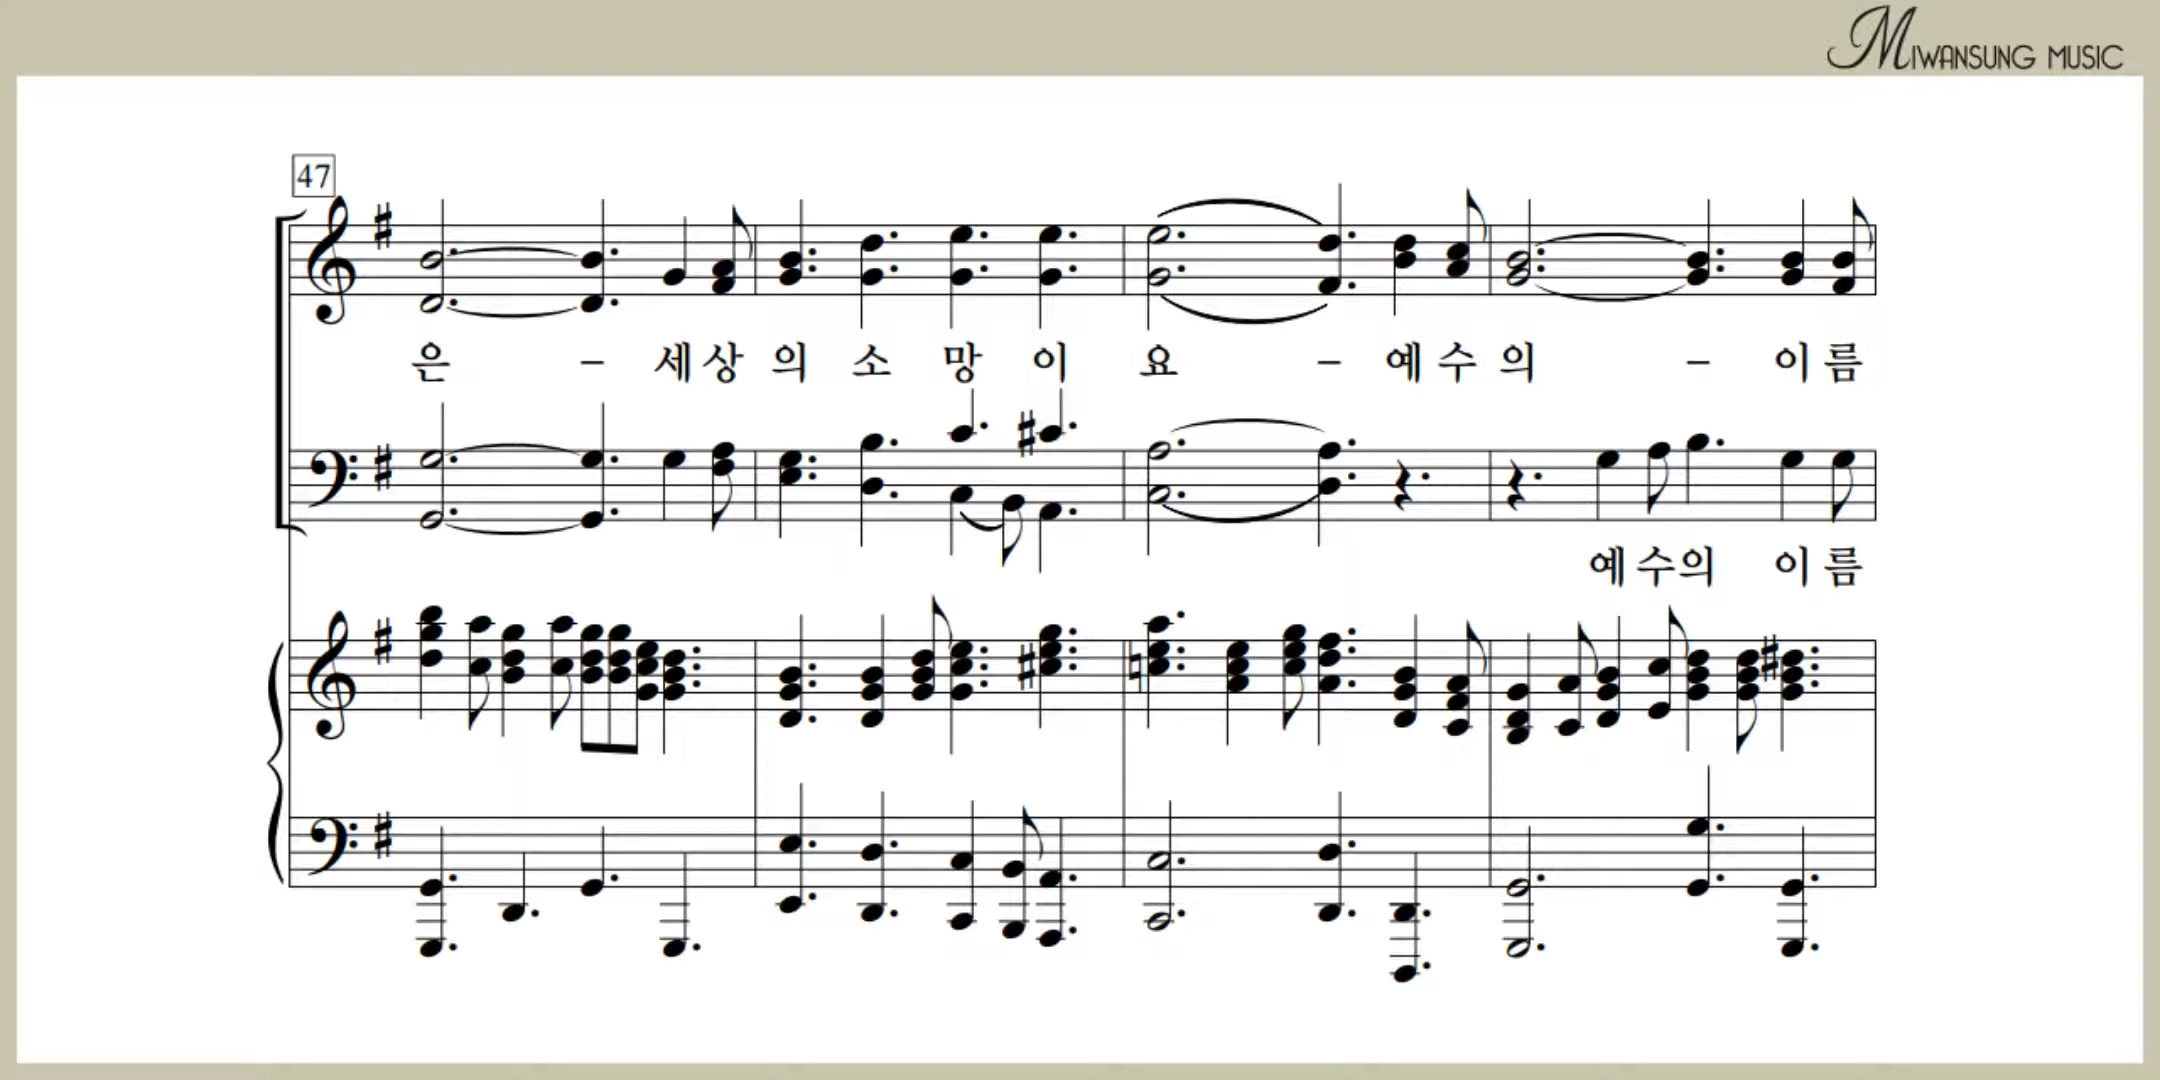 MIWANSUNG MUSIC
47
은 – 세상의 소망이요 – 예수의 – 이름
예수의 이름